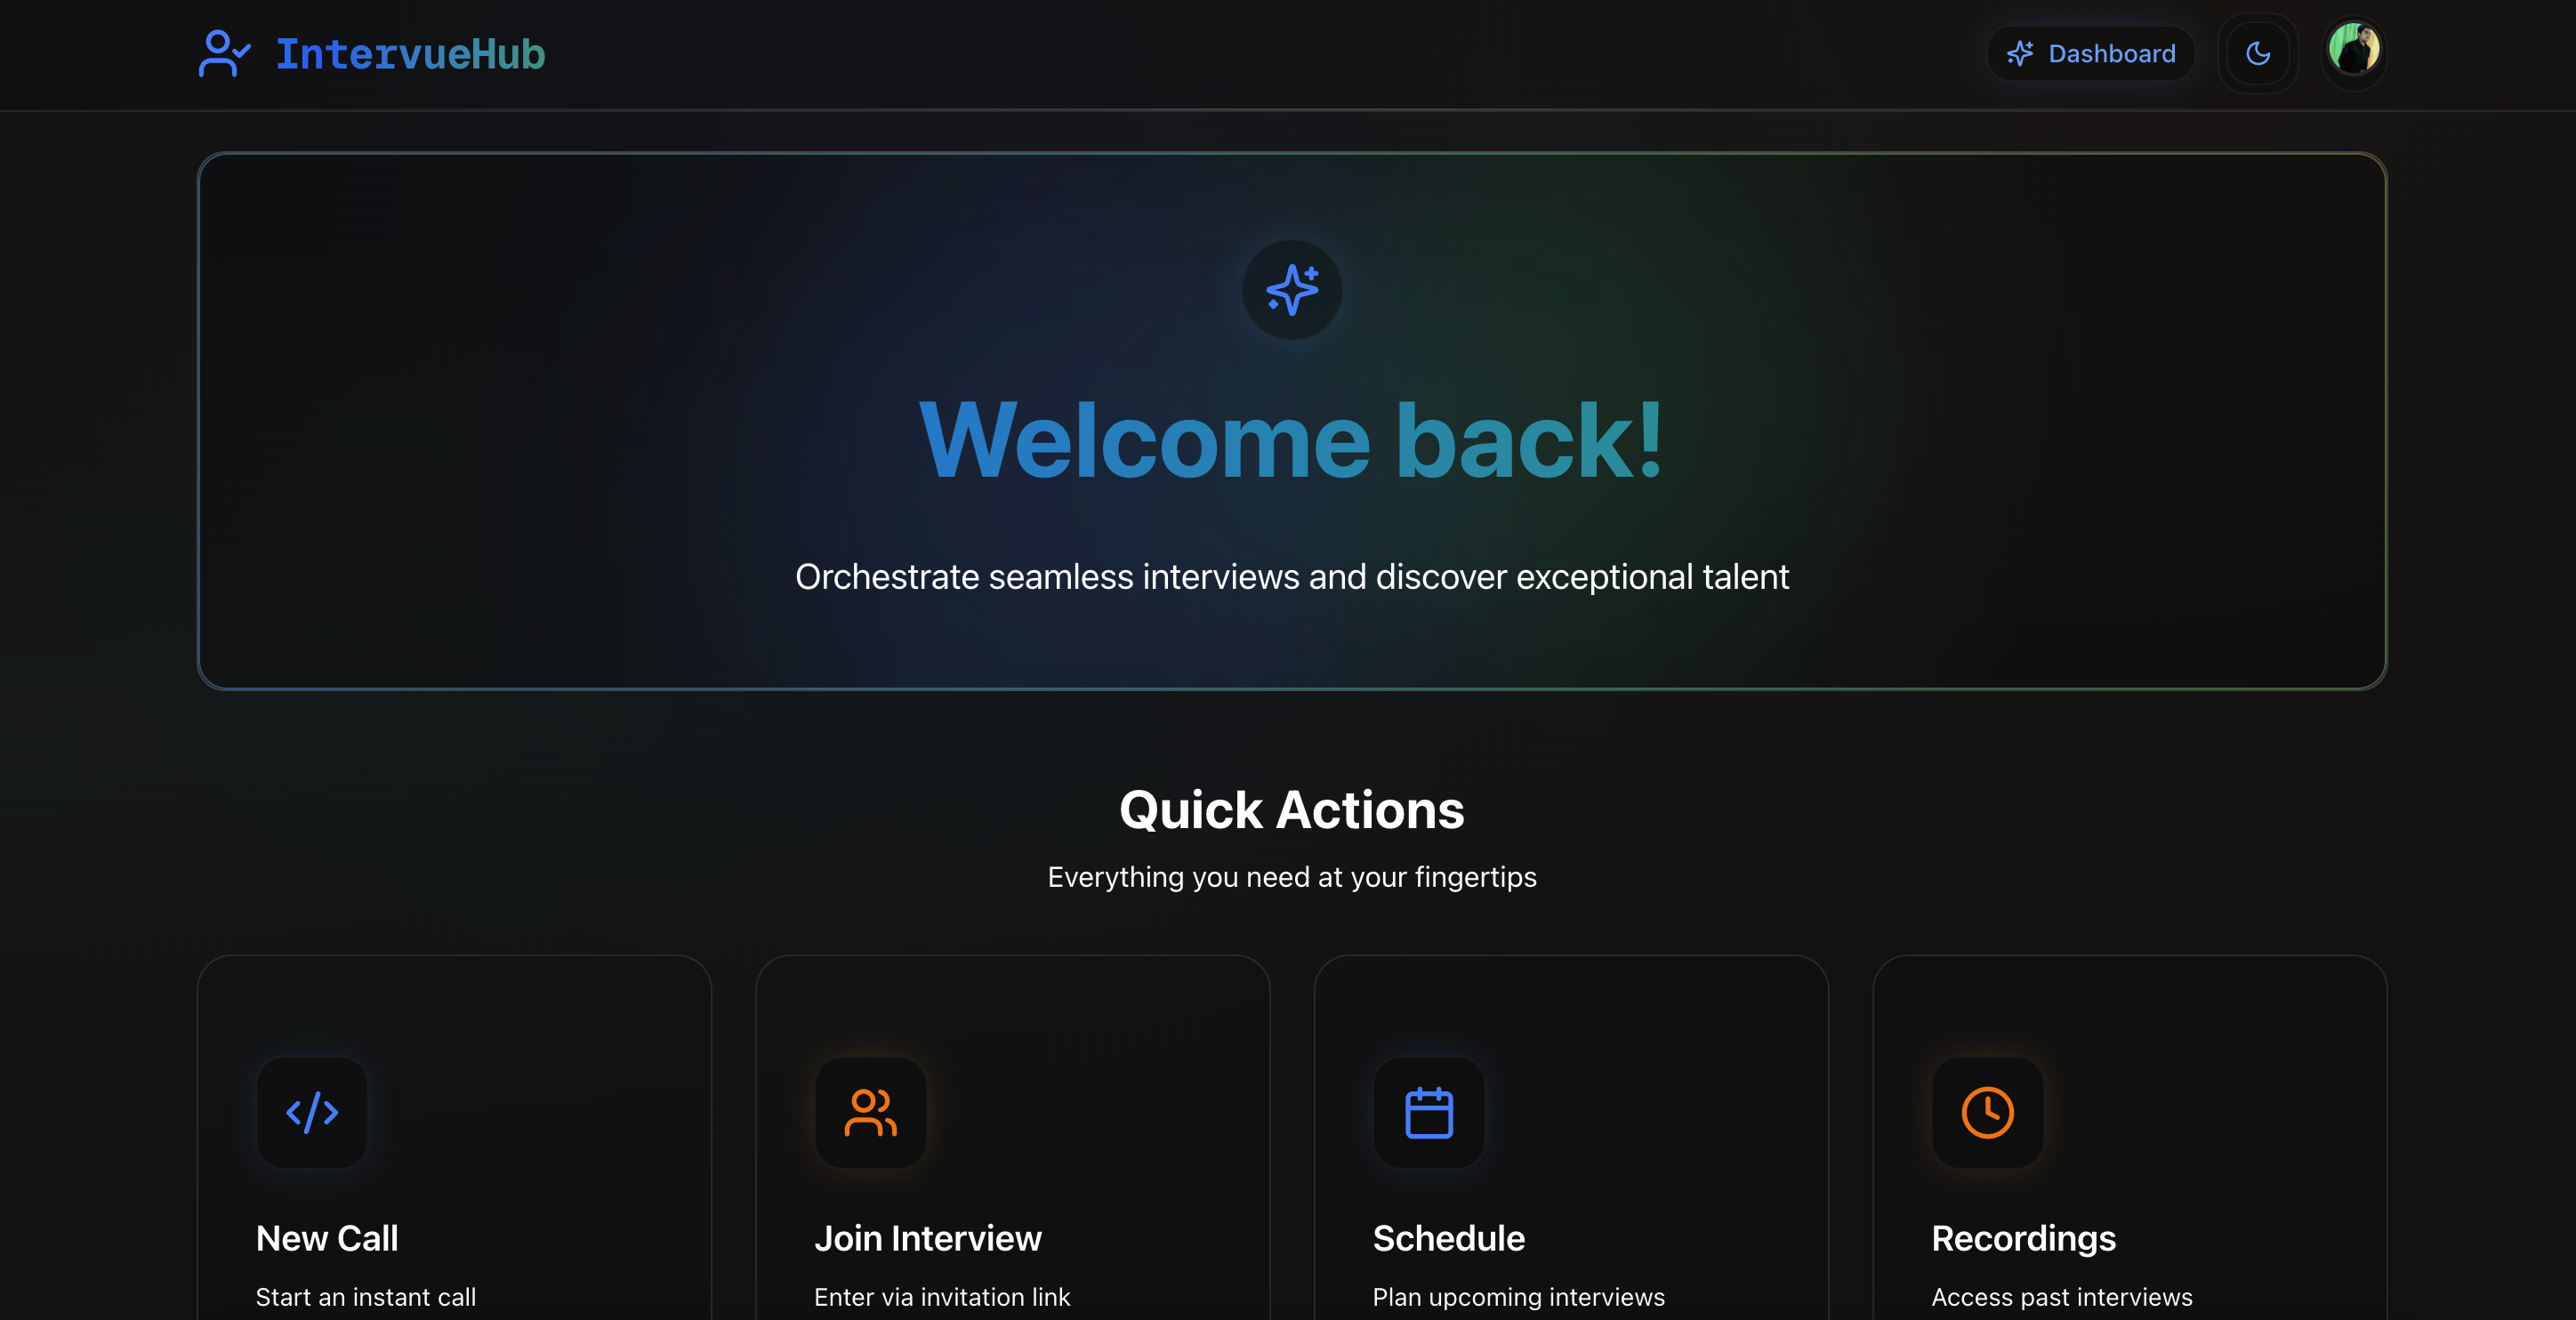 IntervueHub
Dashboard
Welcome back!
Orchestrate seamless interviews and discover exceptional talent
Quick Actions
Everything you need at your fingertips
New Call
Start an instant call
Join Interview
Enter via invitation link
Schedule
Plan upcoming interviews
Recordings
Access past interviews